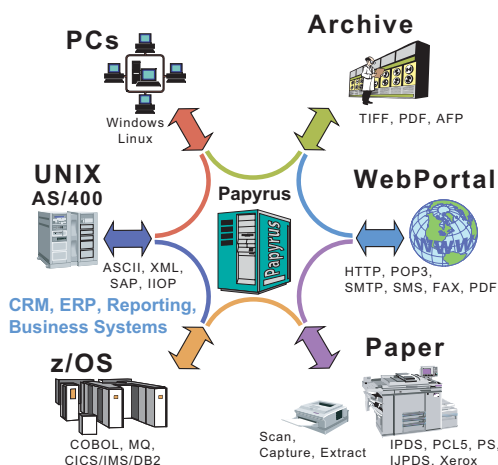 PCs
Archive
Windows
Linux
TIFF, PDF, AFP
UNIX
AS/400
Papyrus
Papyrus
WebPortal
WWW
ASCII, XML,
SAP, IIOP
HTTP, POP3,
SMTP, SMS, FAX, PDF
CRM, ERP, Reporting,
Business Systems
z/OS
Paper
COBOL, MQ,
CICS/IMS/DB2
Scan,
Capture, Extract
IPDS, PCL5, PS,
IJPDS, Xerox